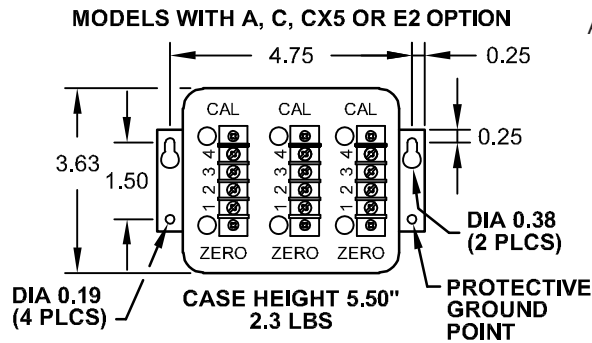 MODELS WITH A, C, CX5 OR E2 OPTION
4.75
0.25
CAL CAL CAL
0.25
3.63
1.50
4 4 4
3 3 3
2 2 2
1 1 1
ZERO ZERO ZERO
DIA 0.38
(2 PLCS)
DIA 0.19
(4 PLCS)
CASE HEIGHT 5.50"
2.3 LBS
PROTECTIVE
GROUND
POINT